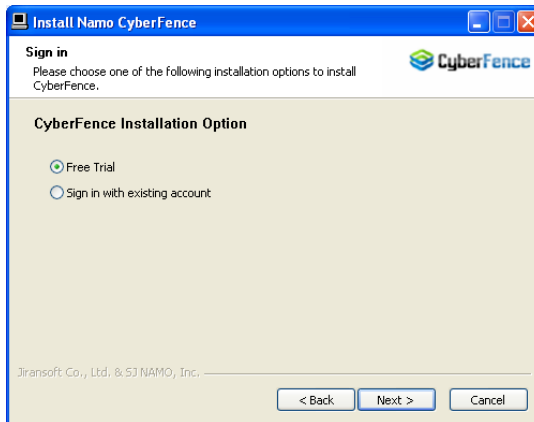 Install Namo CyberFence
Sign in
Please choose one of the following installation options to install
CyberFence.
CyberFence
CyberFence Installation Option
Free Trial
Sign in with existing account
Jiransoft Co., Ltd. & SJ NAMO, Inc.
< Back
Next >
Cancel